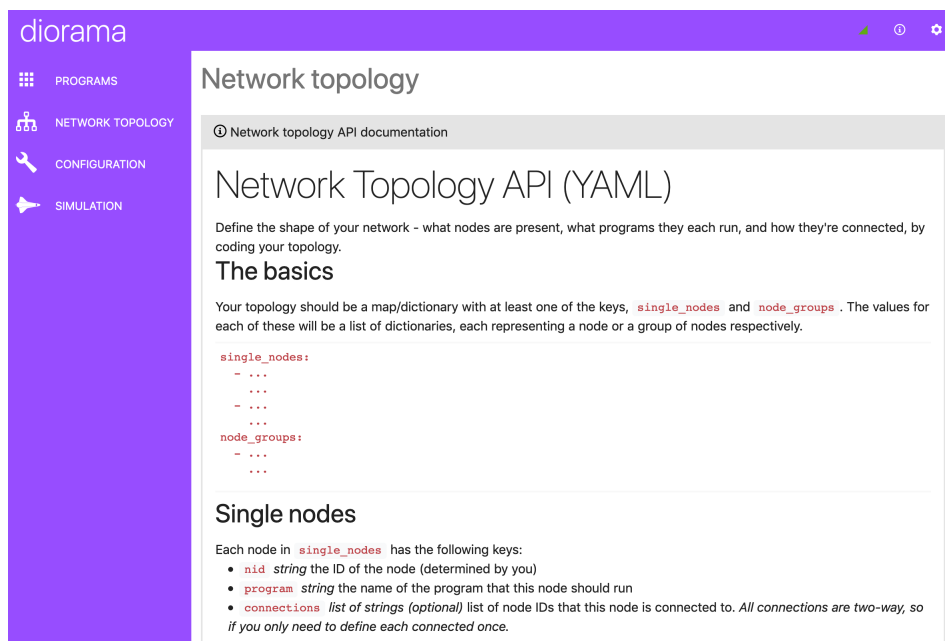 diorama
PROGRAMS
NETWORK TOPOLOGY
CONFIGURATION
SIMULATION
Network topology
Network topology API documentation
Network Topology API (YAML)
Define the shape of your network - what nodes are present, what programs they each run, and how they're connected, by
coding your topology.
The basics
Your topology should be a map/dictionary with at least one of the keys, single_nodes and node_groups . The values for
each of these will be a list of dictionaries, each representing a node or a group of nodes respectively.
single_nodes:
- ...
...
- ...
...
node_groups:
- ...
...
Single nodes
Each node in single_nodes has the following keys:
• nid string the ID of the node (determined by you)
• program string the name of the program that this node should run
• connections list of strings (optional) list of node IDs that this node is connected to. All connections are two-way, so
if you only need to define each connected once.